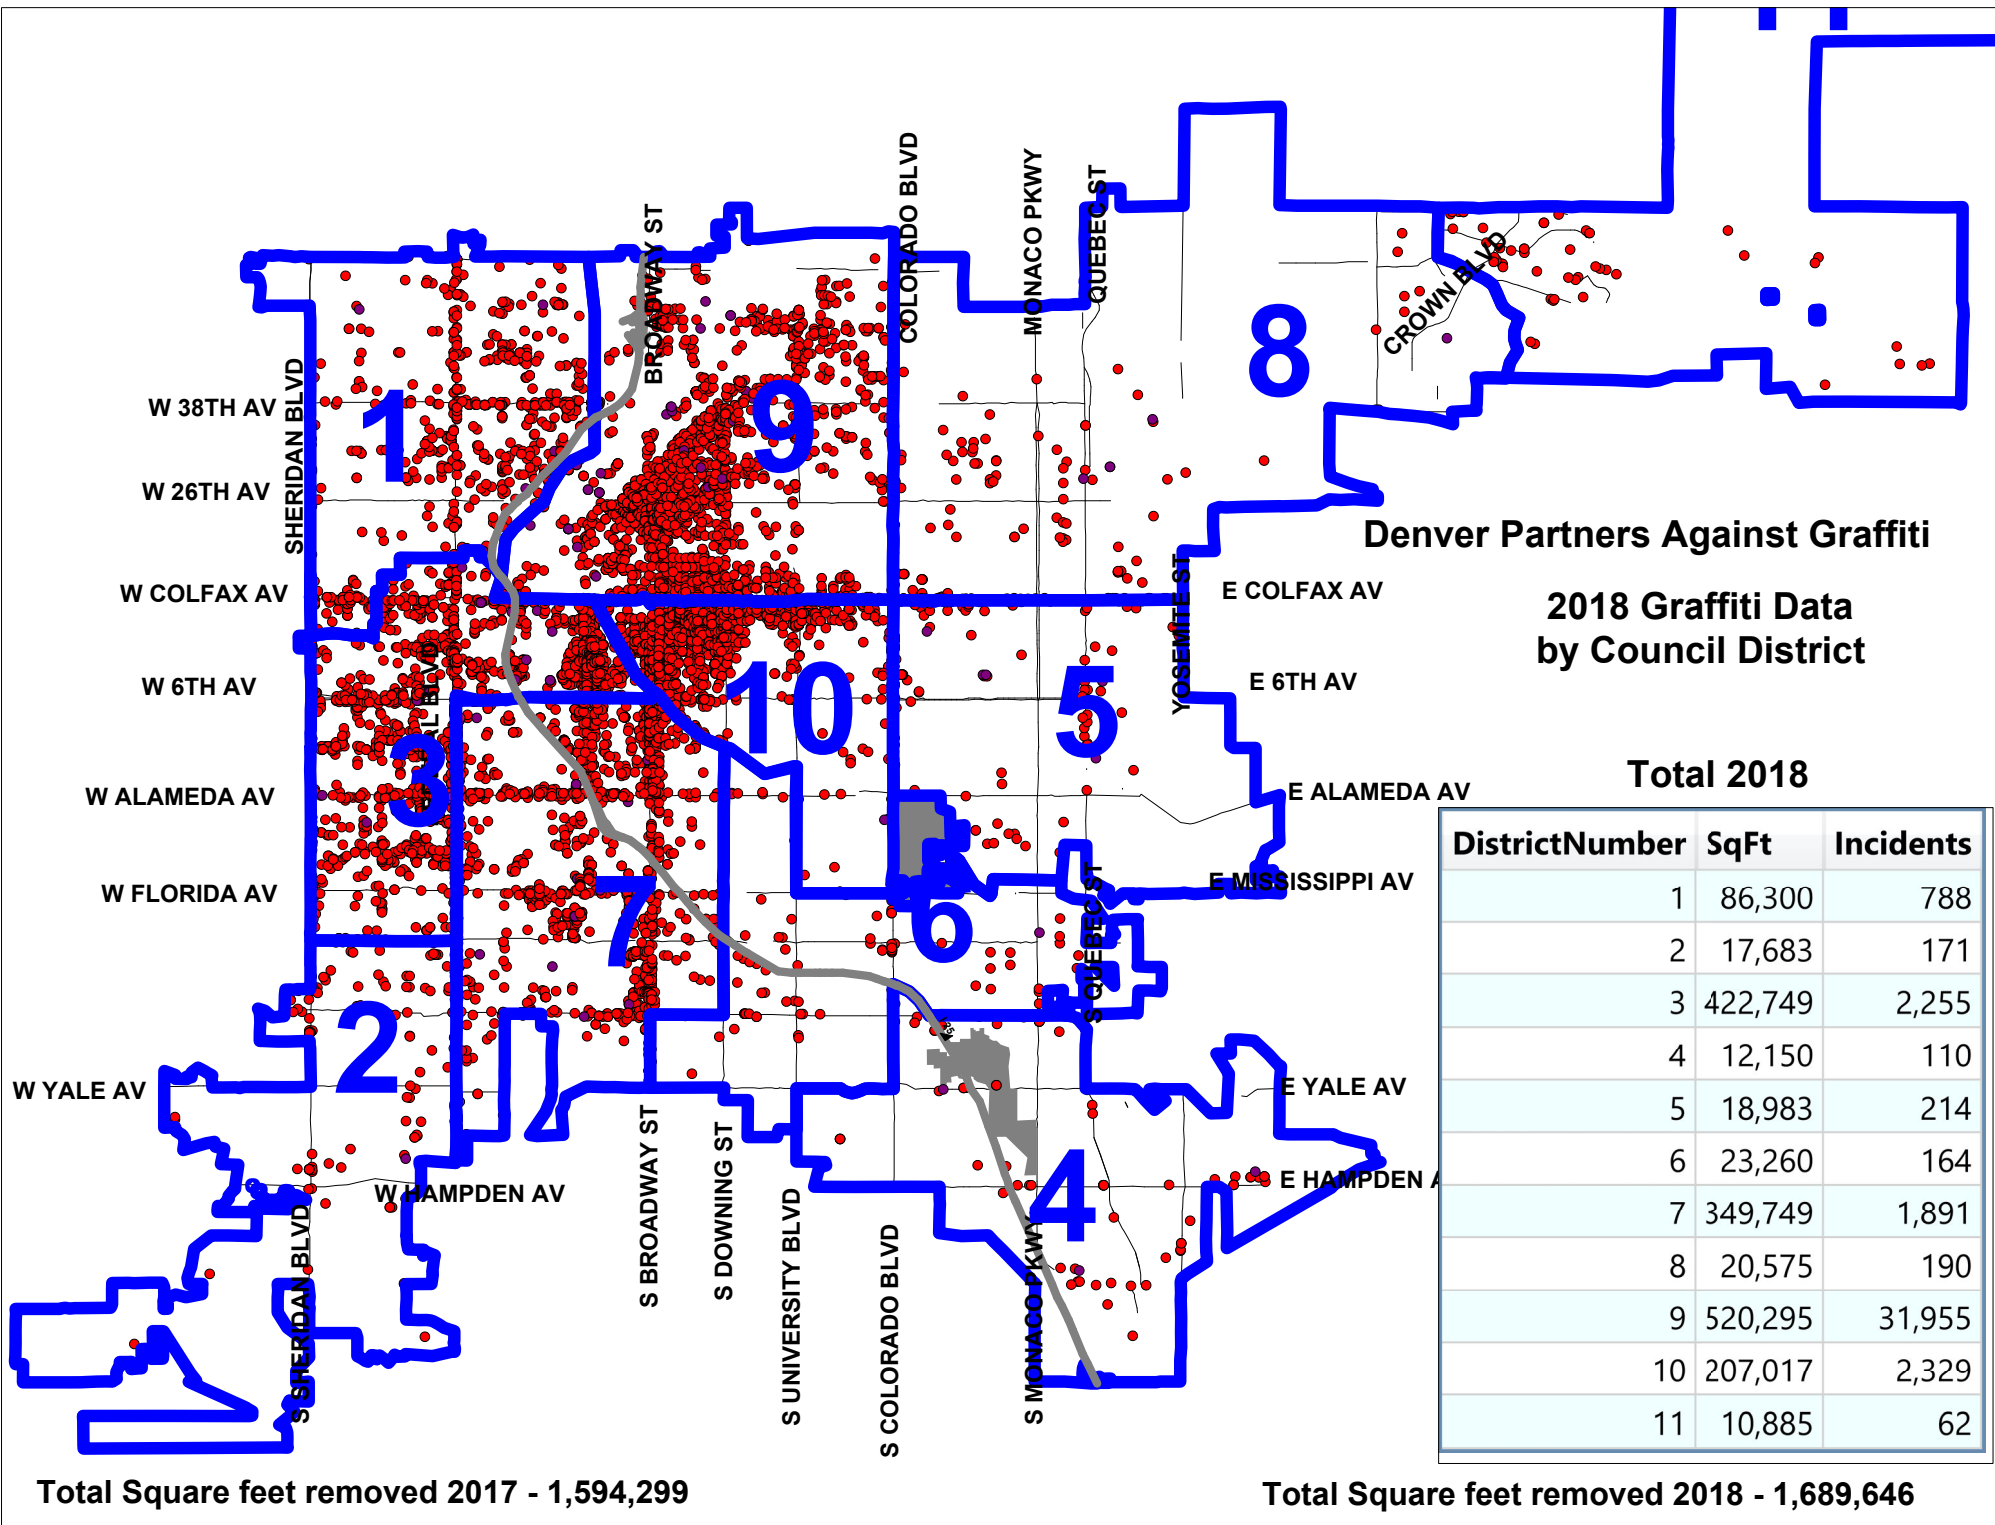 BROADWAY ST
COLORADO BLVD
MONACO PKWY
QUEBEC ST
CROWN BLVD
SHERIDAN BLVD
W 38TH AV
W 26TH AV
W COLFAX AV
W 6TH AV
W ALAMEDA AV
W FLORIDA AV
W YALE AV
W HAMPDEN AV
1
9
8
10
5
3
7
6
2
4
YOSEMITE ST
E COLFAX AV
E 6TH AV
E ALAMEDA AV
E MISSISSIPPI AV
S QUEBEC ST
E YALE AV
E HAMPDEN A
S SHERIDAN BLVD
S BROADWAY ST
S DOWNING ST
S UNIVERSITY BLVD
S COLORADO BLVD
S MONACO PKWY
Denver Partners Against Graffiti
2018 Graffiti Data
by Council District
Total 2018
DistrictNumber SqFt Incidents
1 86,300 788
2 17,683 171
3 422,749 2,255
4 12,150 110
5 18,983 214
6 23,260 164
7 349,749 1,891
8 20,575 190
9 520,295 31,955
10 207,017 2,329
11 10,885 62
Total Square feet removed 2017 - 1,594,299
Total Square feet removed 2018 - 1,689,646